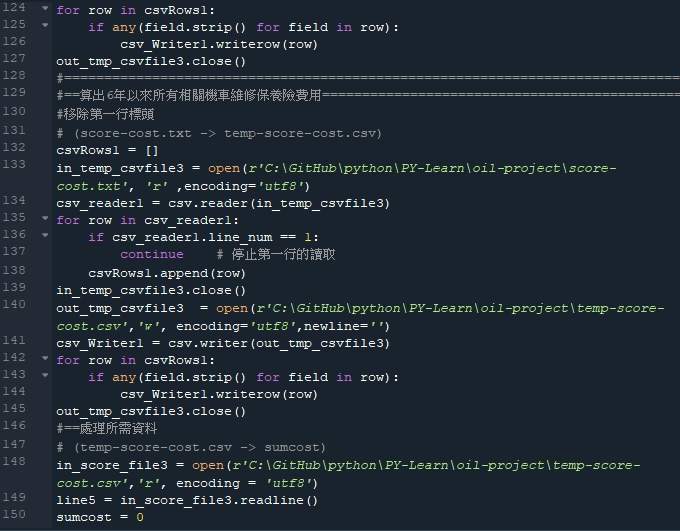 124 for row in csvRows1:
125     if any(field.strip() for field in row):
126         csv_Writer1.writerow(row)
127 out_tmp_csvfile3.close()
128 #=============================================================================
129 #==算出6年以來所有相關機車維修保養險費用=============================================
130 #移除第一行標頭
131 # (score-cost.txt -> temp-score-cost.csv)
132 csvRows1 = []
133 in_temp_csvfile3 = open(r'C:\GitHub\python\PY-Learn\oil-project\score-
cost.txt', 'r' ,encoding='utf8')
134 csv_reader1 = csv.reader(in_temp_csvfile3)
135 for row in csv_reader1:
136     if csv_reader1.line_num == 1:
137         continue    # 停止第一行的讀取
138     csvRows1.append(row)
139 in_temp_csvfile3.close()
140 out_tmp_csvfile3  = open(r'C:\GitHub\python\PY-Learn\oil-project\temp-score-
cost.csv','w', encoding='utf8',newline='')
141 csv_Writer1 = csv.writer(out_tmp_csvfile3)
142 for row in csvRows1:
143     if any(field.strip() for field in row):
144         csv_Writer1.writerow(row)
145 out_tmp_csvfile3.close()
146 #==處理所需資料
147 # (temp-score-cost.csv -> sumcost)
148 in_score_file3 = open(r'C:\GitHub\python\PY-Learn\oil-project\temp-score-
cost.csv','r', encoding = 'utf8')
149 line5 = in_score_file3.readline()
150 sumcost = 0